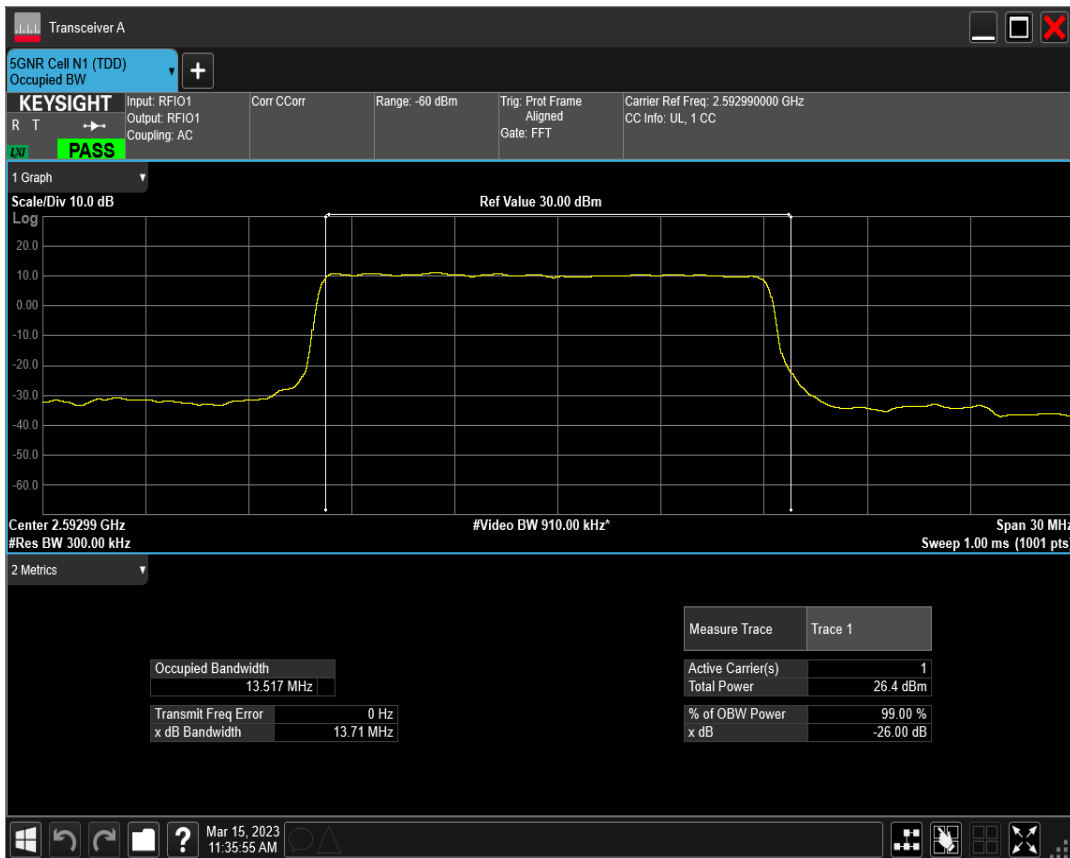 Transceiver A
5GNR Cell N1 (TDD)
Occupied BW
KEYSIGHT
R T
LXI
PASS
Input: RFIO1
Output: RFIO1
Coupling: AC
Corr CCorr
Range: -60 dBm
Trig: Prot Frame
Aligned
Gate: FFT
Carrier Ref Freq: 2.592990000 GHz
CC Info: UL, 1 CC
1 Graph
Scale/Div 10.0 dB
Ref Value 30.00 dBm
Log
20.0
10.0
0.00
-10.0
-20.0
-30.0
-40.0
-50.0
-60.0
Center 2.59299 GHz
#Video BW 910.00 kHz*
Span 30 MHz
#Res BW 300.00 kHz
Sweep 1.00 ms (1001 pts)
2 Metrics
Measure Trace Trace 1
Occupied Bandwidth
13.517 MHz
Active Carrier(s) 1
Total Power 26.4 dBm
Transmit Freq Error 0 Hz
x dB Bandwidth 13.71 MHz
% of OBW Power 99.00 %
x dB -26.00 dB
?
Mar 15, 2023
11:35:55 AM